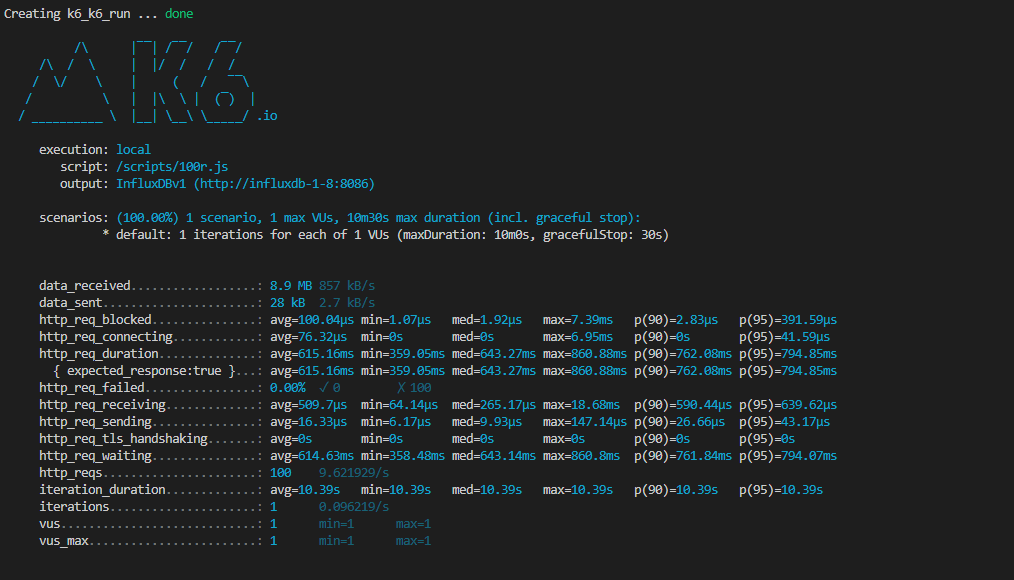 Creating k6_k6_run ... done
.io
execution: local
script: /scripts/100r.js
output: InfluxDBv1 (http://influxdb-1-8:8086)
scenarios: (100.00%) 1 scenario, 1 max VUs, 10m30s max duration (incl. graceful stop):
* default: 1 iterations for each of 1 VUs (maxDuration: 10m0s, gracefulStop: 30s)
data_received..................: 8.9 MB 857 kB/s
data_sent......................: 28 kB 2.7 kB/s
http_req_blocked...............: avg=100.04µs min=1.07µs med=1.92µs max=7.39ms p(90)=2.83µs p(95)=391.59µs
http_req_connecting............: avg=76.32µs min=0s med=0s max=6.95ms p(90)=0s p(95)=41.59µs
http_req_duration..............: avg=615.16ms min=359.05ms med=643.27ms max=860.88ms p(90)=762.08ms p(95)=794.85ms
{ expected_response:true }...: avg=615.16ms min=359.05ms med=643.27ms max=860.88ms p(90)=762.08ms p(95)=794.85ms
http_req_failed................: 0.00% ✓ 0 ✗ 100
http_req_receiving.............: avg=509.7µs min=64.14µs med=265.17µs max=18.68ms p(90)=590.44µs p(95)=639.62µs
http_req_sending...............: avg=16.33µs min=6.17µs med=9.93µs max=147.14µs p(90)=26.66µs p(95)=43.17µs
http_req_tls_handshaking.......: avg=0s min=0s med=0s max=0s p(90)=0s p(95)=0s
http_req_waiting...............: avg=614.63ms min=358.48ms med=643.14ms max=860.8ms p(90)=761.84ms p(95)=794.07ms
http_reqs......................: 100 9.621929/s
iteration_duration.............: avg=10.39s min=10.39s med=10.39s max=10.39s p(90)=10.39s p(95)=10.39s
iterations.....................: 1 0.096219/s
vus............................: 1 min=1 max=1
vus_max........................: 1 min=1 max=1